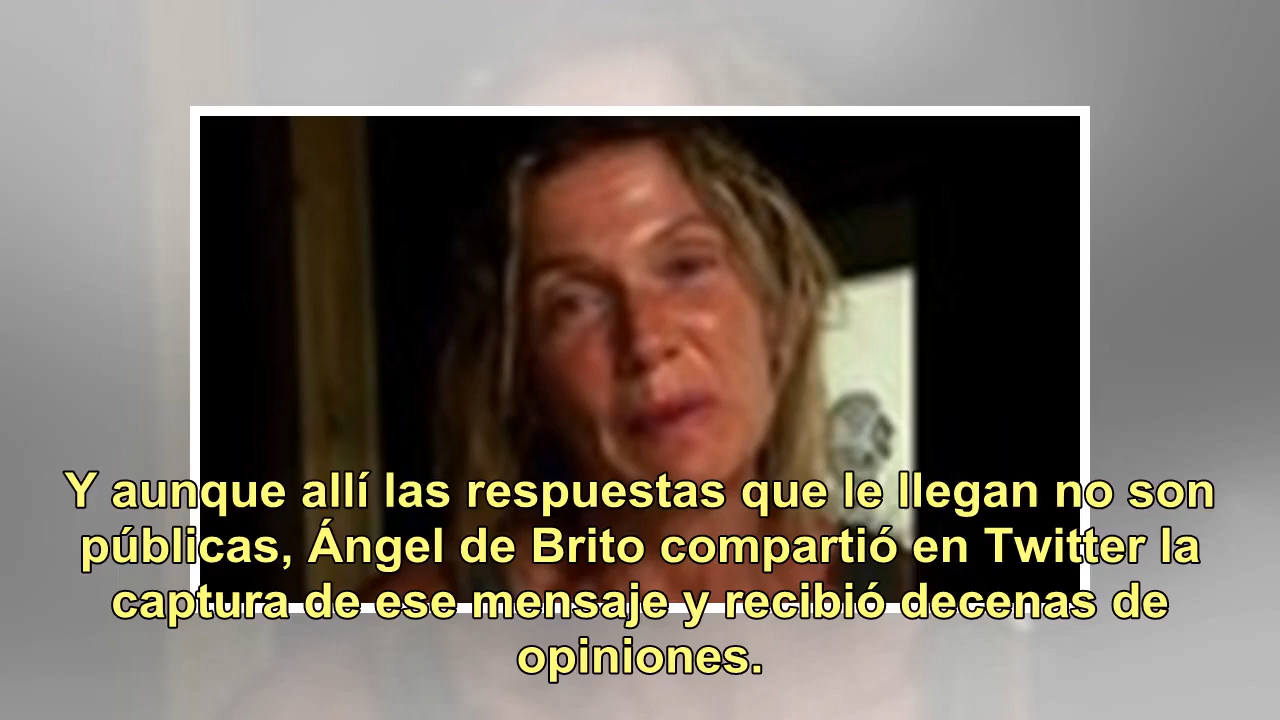 Y aunque allí las respuestas que le llegan no son
públicas, Ángel de Brito compartió en Twitter la
captura de ese mensaje y recibió decenas de
opiniones.